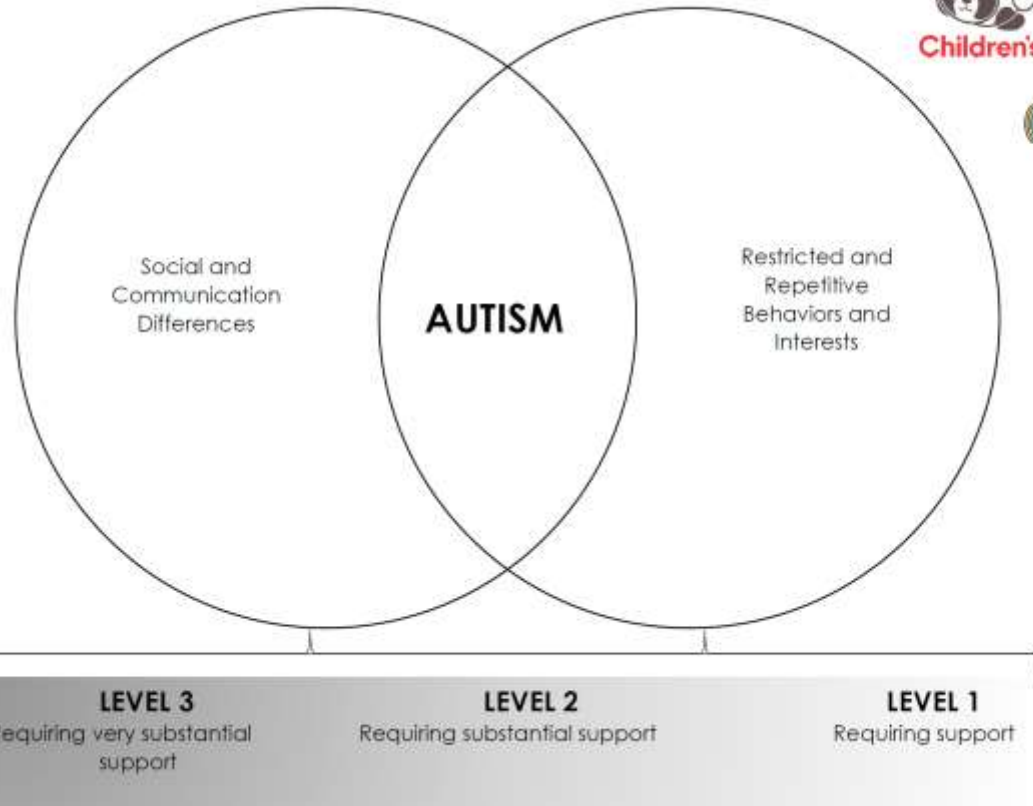 Children's
Social and
Communication
Differences
AUTISM
Restricted and
Repetitive
Behaviors and
Interests
LEVEL 3
equiring very substantial
support
LEVEL 2
Requiring substantial support
LEVEL 1
Requiring support